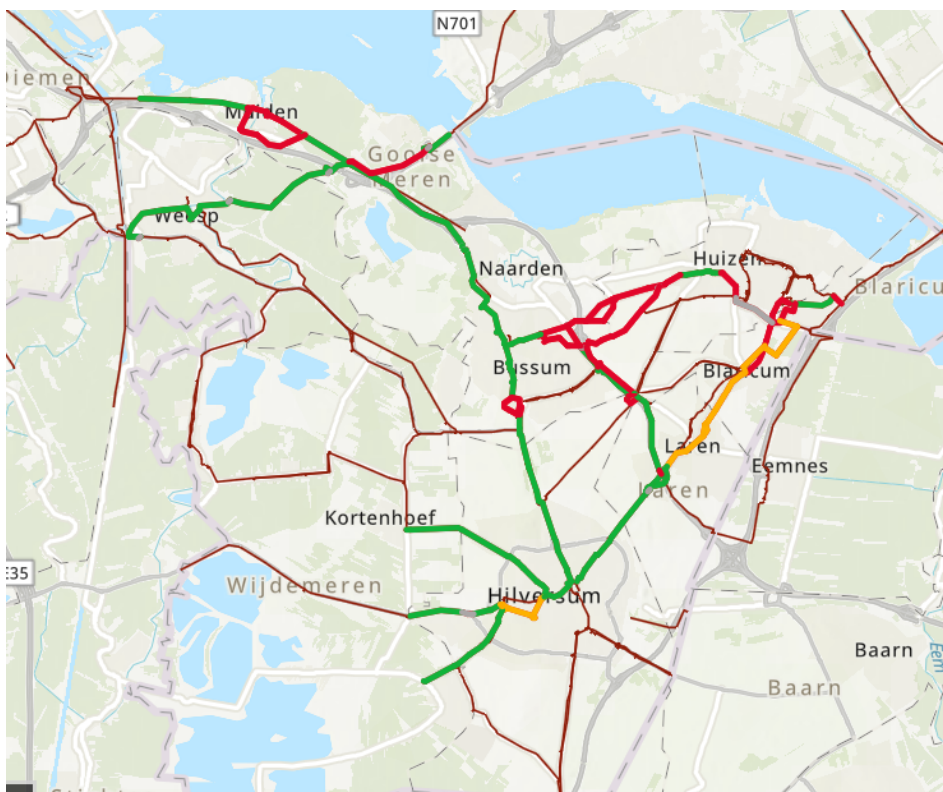 N701
Diemen
Muiden
Gooise
Meren
Weesp
Naarden
Huizen
Blaricu
Bussum
Blaricum
Laren
Eemnes
Laren
Kortenhoef
E35
Wijdemeren
Hilversum
Baarn
Eem
Baarn